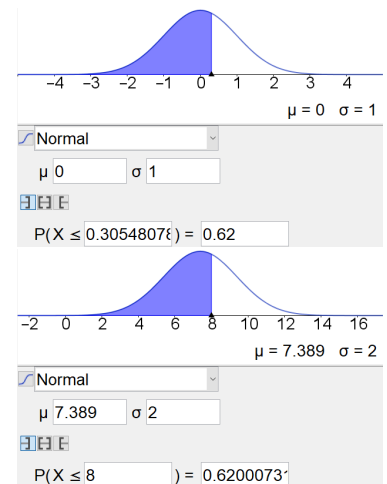 −4 −3 −2 −1 0 1 2 3 4
μ = 0 σ = 1
Normal
μ 0 σ 1
P(X ≤ 0.30548078 ) = 0.62
−2 0 2 4 6 8 10 12 14 16
μ = 7.389 σ = 2
Normal
μ 7.389 σ 2
P(X ≤ 8 ) = 0.6200073